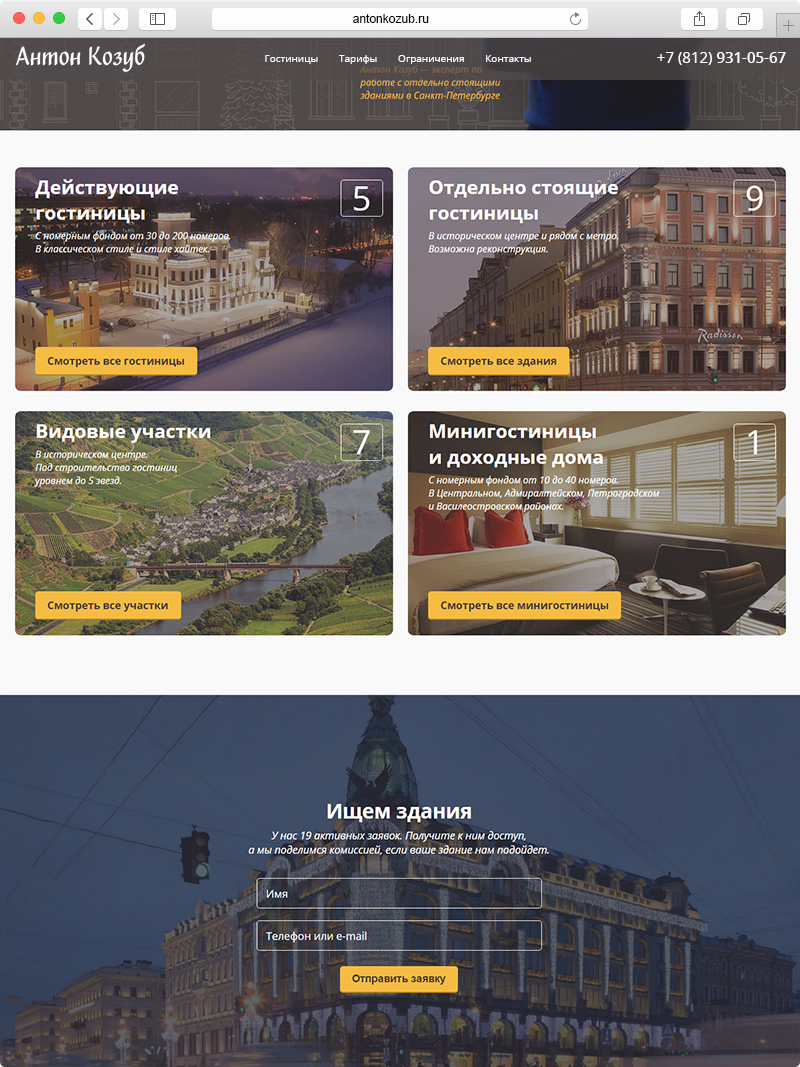 antonkozub.ru
Антон Козуб
Гостиницы Тарифы Ограничения Контакты
+7 (812) 931-05-67
Антон Козуб — эксперт по
работе с отдельно стоящими
зданиями в Санкт-Петербурге
Действующие
гостиницы
5
С номерным фондом от 30 до 200 номеров.
В классическом стиле и стиле хайтек.
Смотреть все гостиницы
Отдельно стоящие
гостиницы
9
В историческом центре и рядом с метро.
Возможна реконструкция.
Radisson
Смотреть все здания
Видовые участки
7
В историческом центре.
Под строительство гостиниц
уровнем до 5 звезд.
Смотреть все участки
Минигостиницы
и доходные дома
1
С номерным фондом от 10 до 40 номеров.
В Центральном, Адмиралтейском, Петроградском
и Василеостровском районах.
Смотреть все минигостиницы
Ищем здания
У нас 19 активных заявок. Получите к ним доступ,
а мы поделимся комиссией, если ваше здание нам подойдет.
Имя
Телефон или e-mail
Отправить заявку